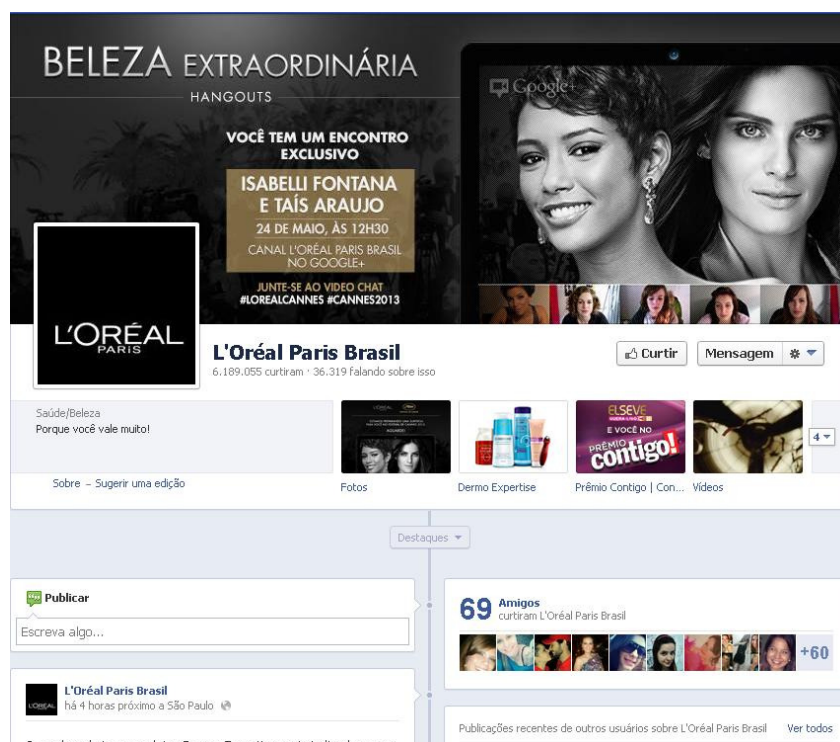 BELEZA EXTRAORDINÁRIA
HANGOUTS
VOCÊ TEM UM ENCONTRO
EXCLUSIVO
ISABELLI FONTANA
E TAÍS ARAUJO
24 DE MAIO, ÀS 12H30
CANAL L'ORÉAL PARIS BRASIL
NO GOOGLE+
JUNTE-SE AO VIDEO CHAT
#LOREALCANNES #CANNES2013
Google+
L'ORÉAL
PARIS
L'Oréal Paris Brasil
6.189.055 curtiram · 36.319 falando sobre isso
Curtir
Mensagem
Saúde/Beleza
Porque você vale muito!
Sobre – Sugerir uma edição
Fotos
Dermo Expertise
ELSEVE
E VOCÊ NO
PRÊMIO
contigo!
Prêmio Contigo | Con...
Vídeos
4
Destaques
Publicar
Escreva algo...
69 Amigos
curtiram L'Oréal Paris Brasil
+60
L'Oréal Paris Brasil
há 4 horas próximo a São Paulo
Publicações recentes de outros usuários sobre L'Oréal Paris Brasil
Ver todos